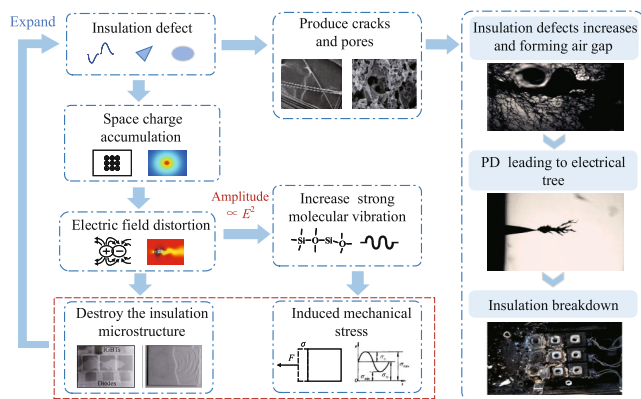 Expand
Insulation defect
Produce cracks
and pores
Insulation defects increases
and forming air gap
Space charge
accumulation
PD leading to electrical
tree
Amplitude
∝ E²
Electric field distortion
Increase strong
molecular vibration
Si O Si O
Insulation breakdown
Destroy the insulation
microstructure
IGBTs
Diodes
Induced mechanical
stress
σ
F